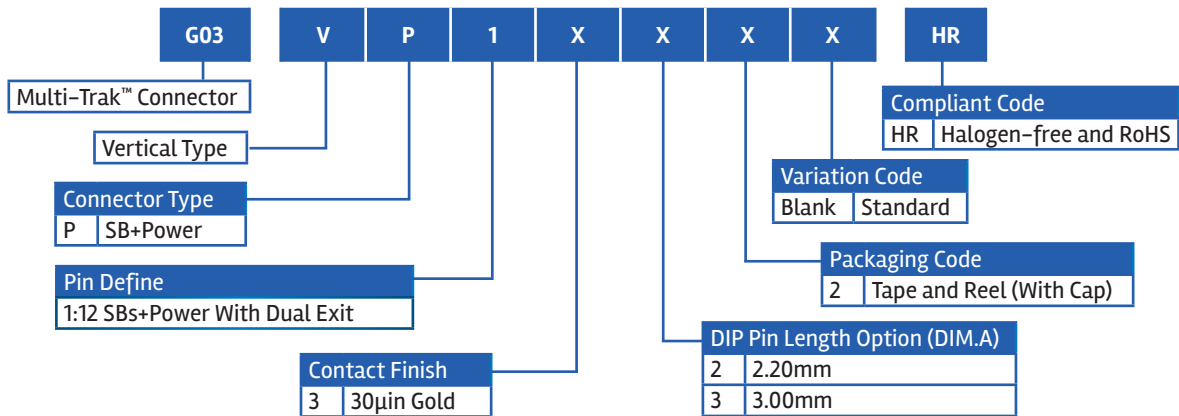 G03 V P 1 X X X X HR
Multi-Trak™ Connector
Vertical Type
Connector Type
P SB+Power
Pin Define
1:12 SBs+Power With Dual Exit
Contact Finish
3 30µin Gold
DIP Pin Length Option (DIM.A)
2 2.20mm
3 3.00mm
Packaging Code
2 Tape and Reel (With Cap)
Variation Code
Blank Standard
Compliant Code
HR Halogen-free and RoHS